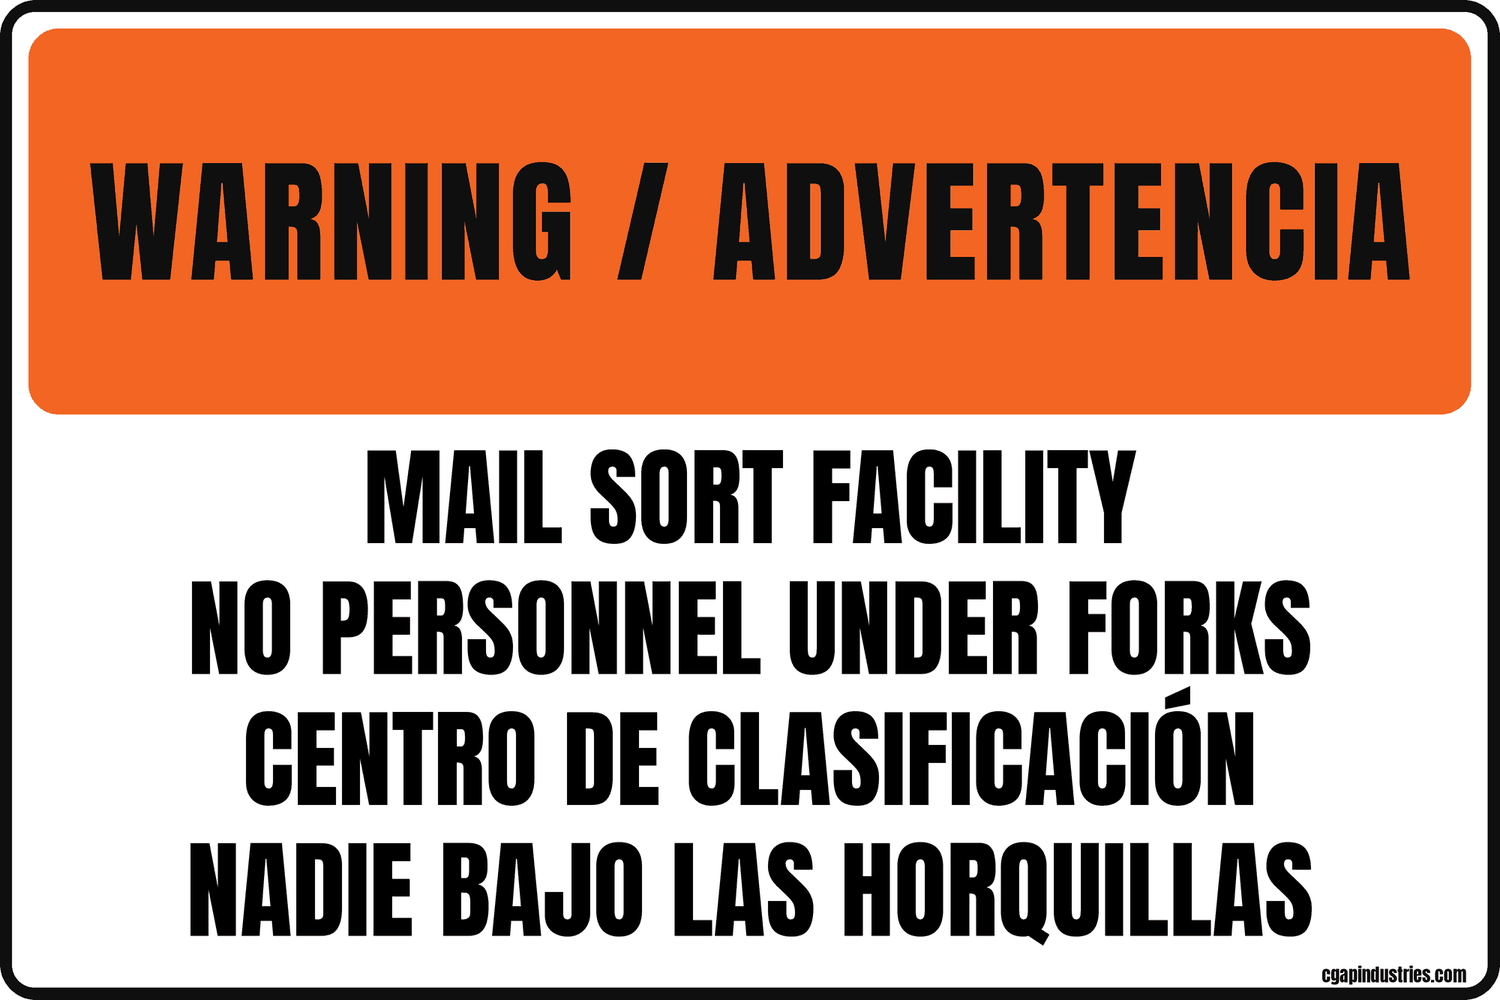 WARNING / ADVERTENCIA
MAIL SORT FACILITY
NO PERSONNEL UNDER FORKS
CENTRO DE CLASIFICACIÓN
NADIE BAJO LAS HORQUILLAS
cgapindustries.com